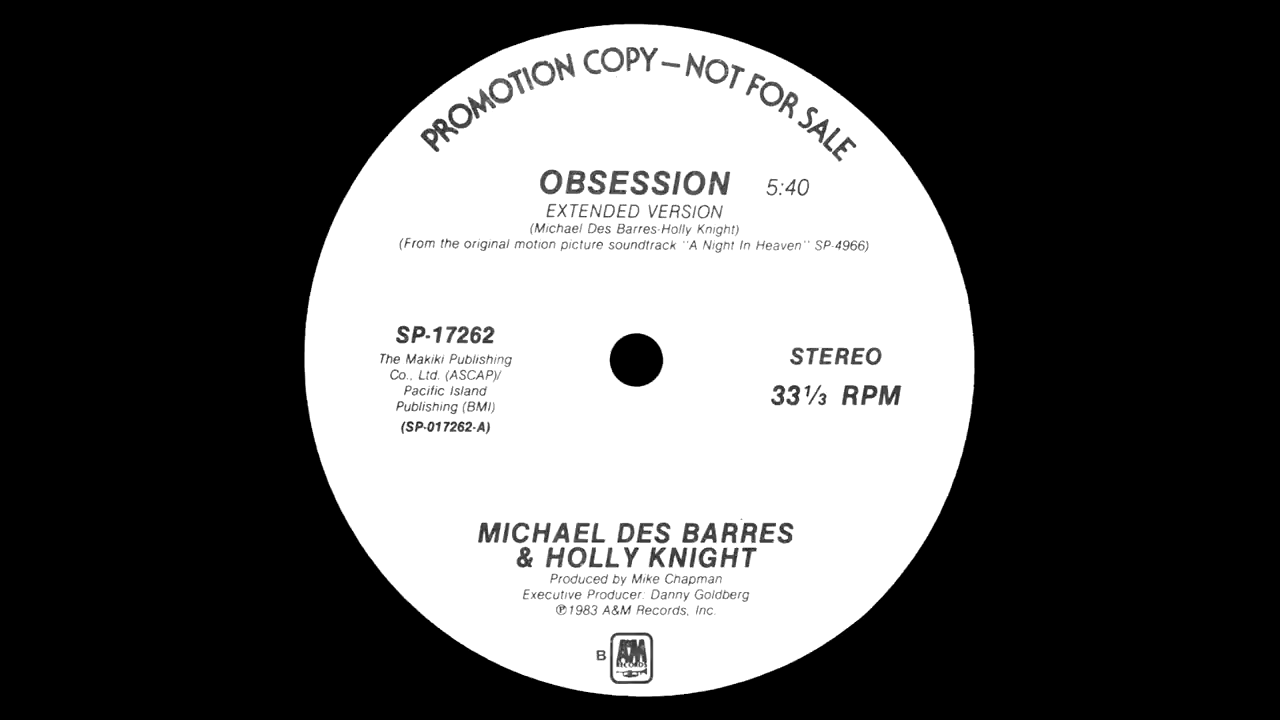 PROMOTION COPY—NOT FOR SALE
OBSESSION 5:40
EXTENDED VERSION
(Michael Des Barres-Holly Knight)
(From the original motion picture soundtrack "A Night In Heaven" SP-4966)
SP-17262
The Makiki Publishing
Co., Ltd. (ASCAP)/
Pacific Island
Publishing (BMI)
(SP-017262-A)
STEREO
33⅓ RPM
MICHAEL DES BARRES
& HOLLY KNIGHT
Produced by Mike Chapman
Executive Producer: Danny Goldberg
℗1983 A&M Records, Inc.
B
A&M
RECORDS